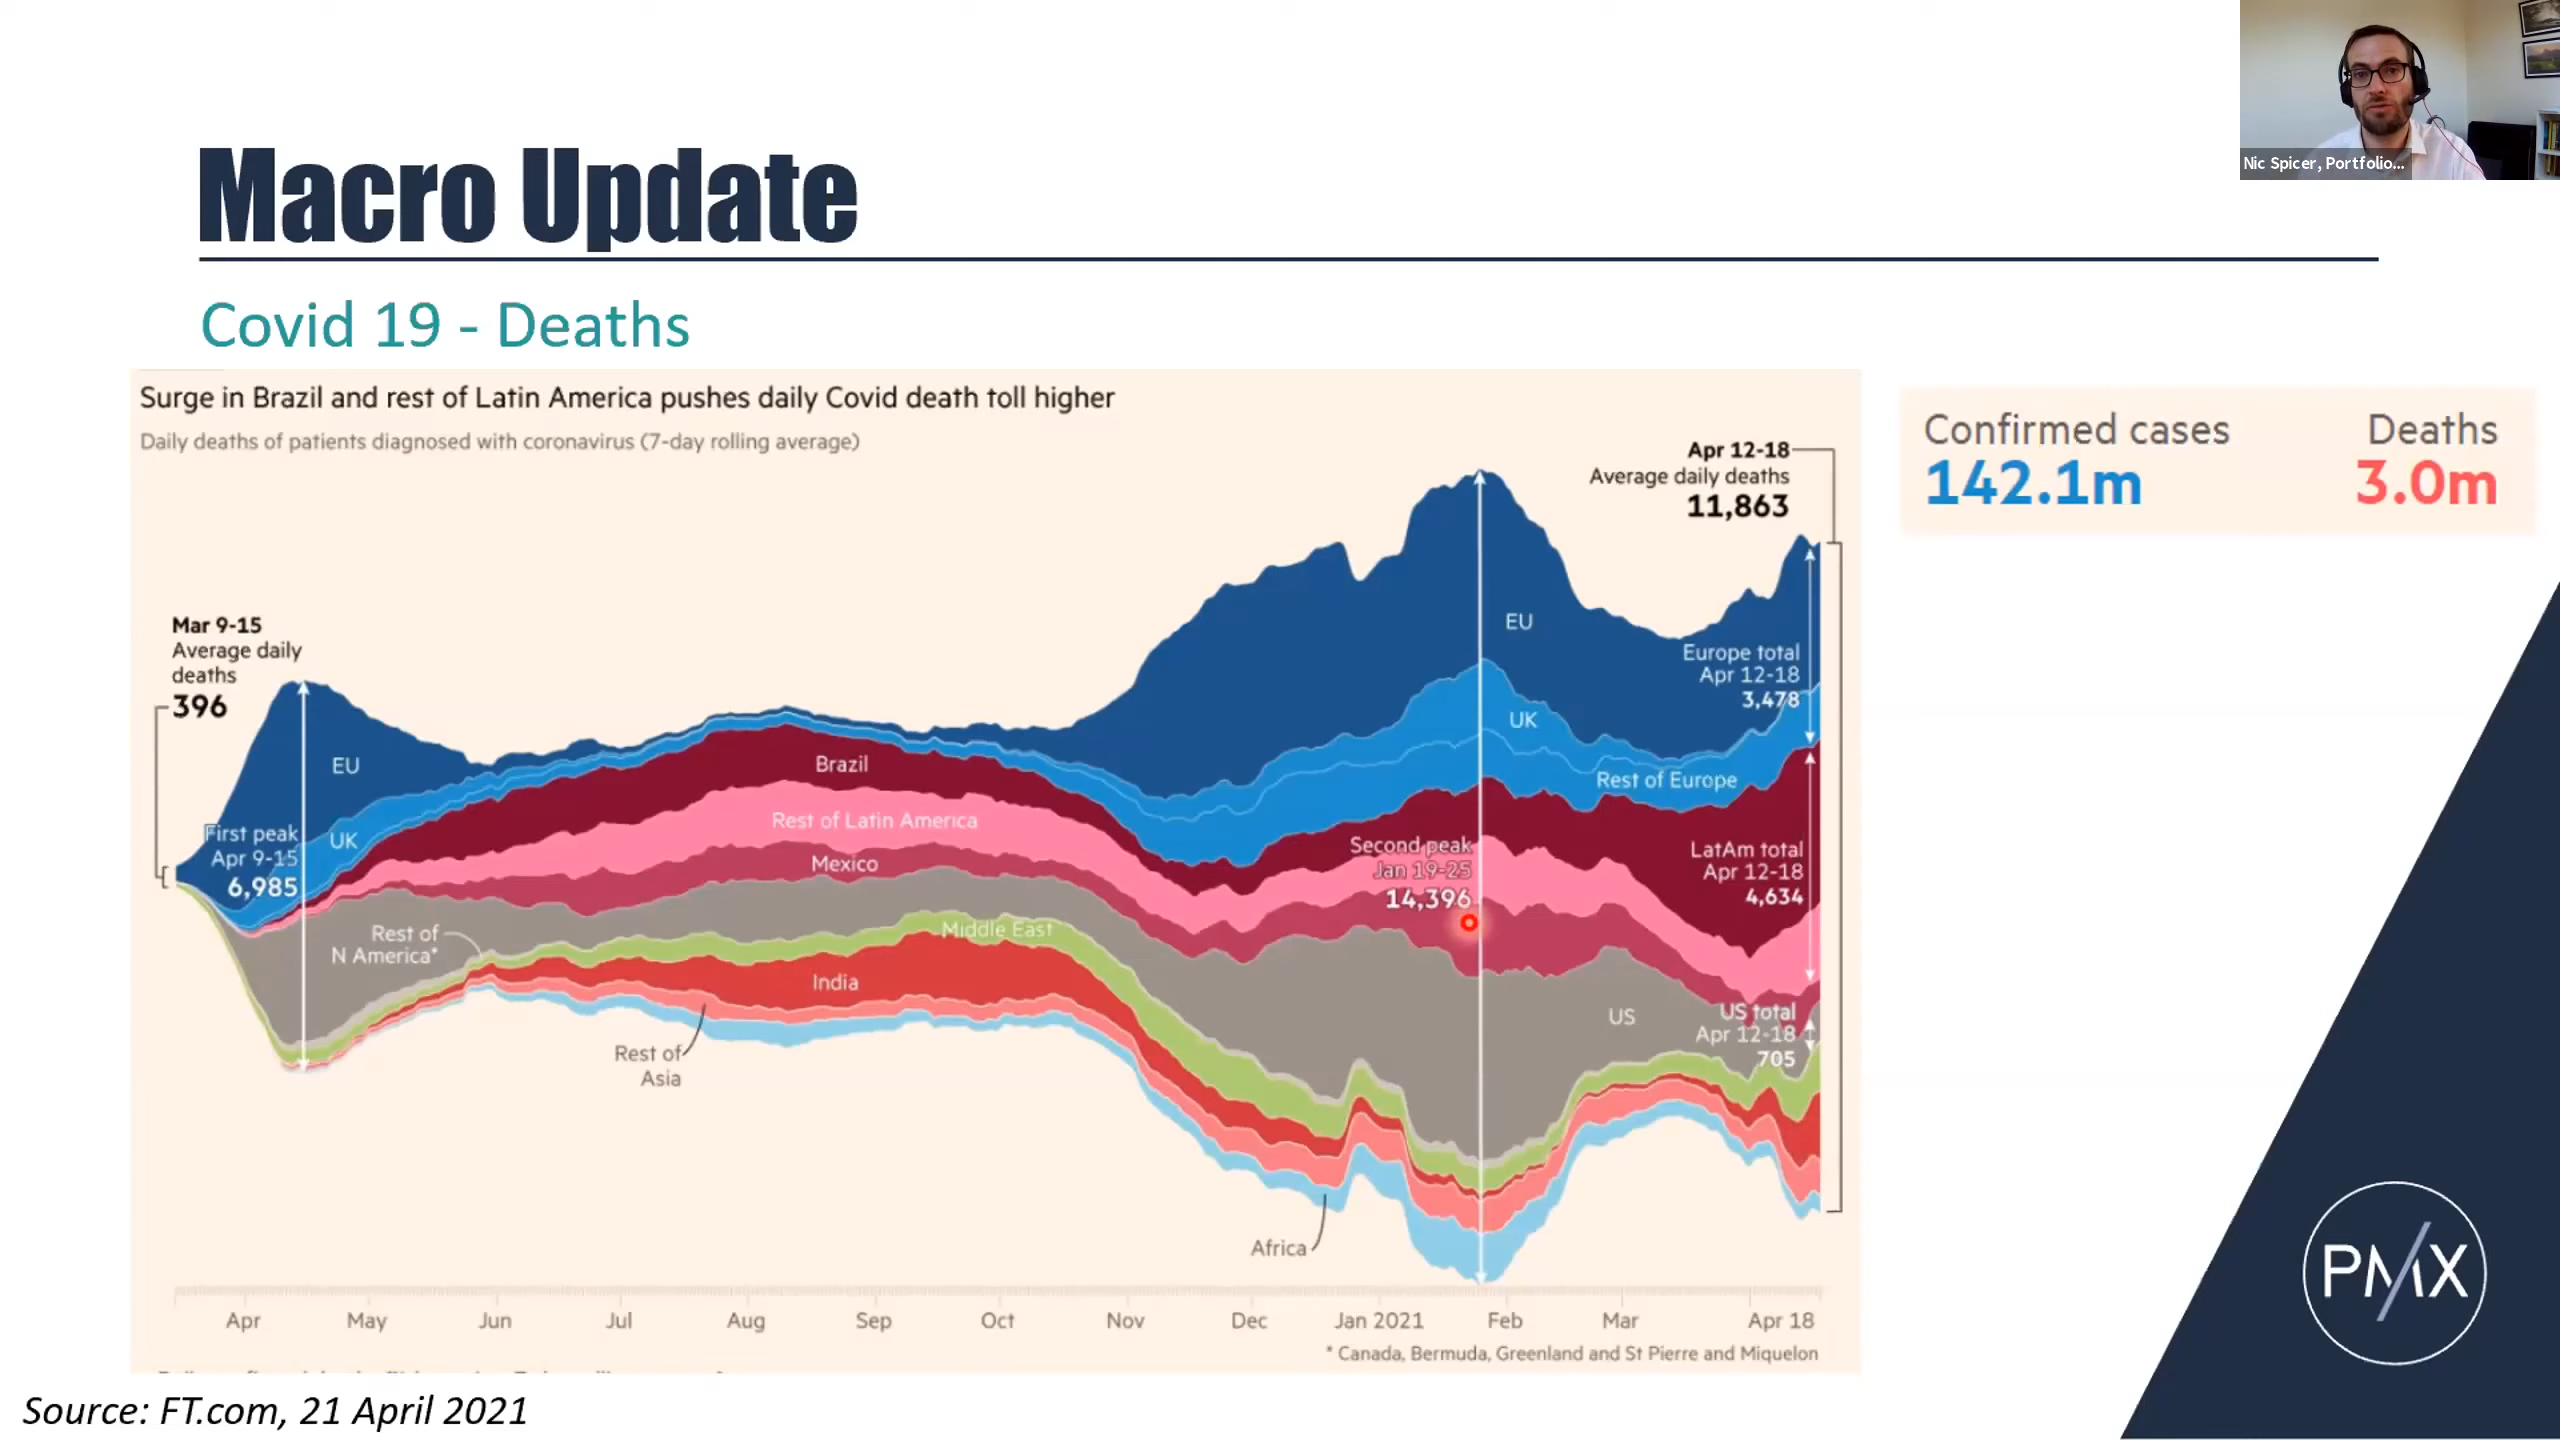 Nic Spicer, Portfolio...
Macro Update
Covid 19 - Deaths
Surge in Brazil and rest of Latin America pushes daily Covid death toll higher
Daily deaths of patients diagnosed with coronavirus (7-day rolling average)
Confirmed cases
142.1m
Deaths
3.0m
Apr 12-18
Average daily deaths
11,863
Mar 9-15
Average daily
deaths
396
EU
UK
First peak
Apr 9-15
6,985
Rest of
N America*
Brazil
Rest of Latin America
Mexico
Middle East
India
Rest of
Asia
Africa
Second peak
Jan 19-25
14,396
EU
UK
Rest of Europe
US
Europe total
Apr 12-18
3,478
LatAm total
Apr 12-18
4,634
US total
Apr 12-18
705
Apr
May
Jun
Jul
Aug
Sep
Oct
Nov
Dec
Jan 2021
Feb
Mar
Apr 18
* Canada, Bermuda, Greenland and St Pierre and Miquelon
Source: FT.com, 21 April 2021
PMX